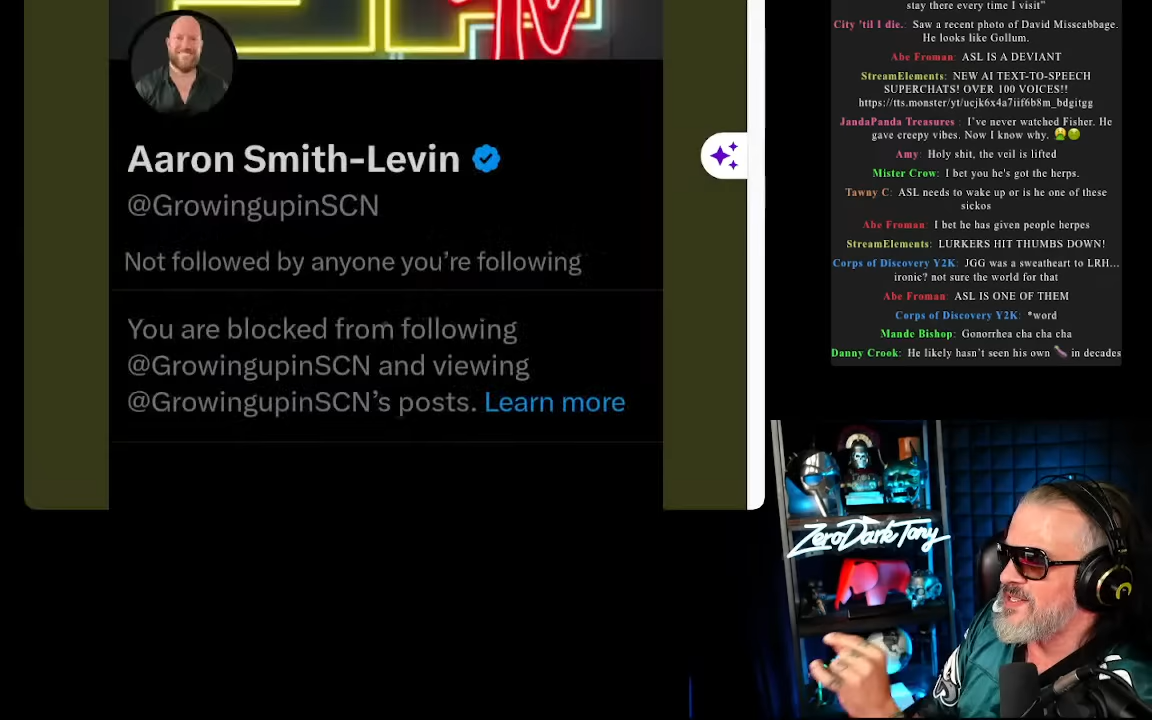 Aaron Smith-Levin
@GrowingupinSCN
Not followed by anyone you're following
You are blocked from following
@GrowingupinSCN and viewing
@GrowingupinSCN's posts. Learn more
stay there every time I visit"
City 'til I die.: Saw a recent photo of David Misscabbage.
He looks like Gollum.
Abe Froman: ASL IS A DEVIANT
StreamElements: NEW AI TEXT-TO-SPEECH
SUPERCHATS! OVER 100 VOICES!!
https://tts.monster/yt/ucjk6x4a7iif6b8m_bdgitgg
JandaPanda Treasures : I've never watched Fisher. He
gave creepy vibes. Now I know why. 🤮🤢
Amy: Holy shit, the veil is lifted
Mister Crow: I bet you he's got the herps.
Tawny C: ASL needs to wake up or is he one of these
sickos
Abe Froman: I bet he has given people herpes
StreamElements: LURKERS HIT THUMBS DOWN!
Corps of Discovery Y2K: JGG was a sweatheart to LRH...
ironic? not sure the world for that
Abe Froman: ASL IS ONE OF THEM
Corps of Discovery Y2K: *word
Mande Bishop: Gonorrhea cha cha cha
Danny Crook: He likely hasn't seen his own 🍆 in decades
ZeroDarkTony